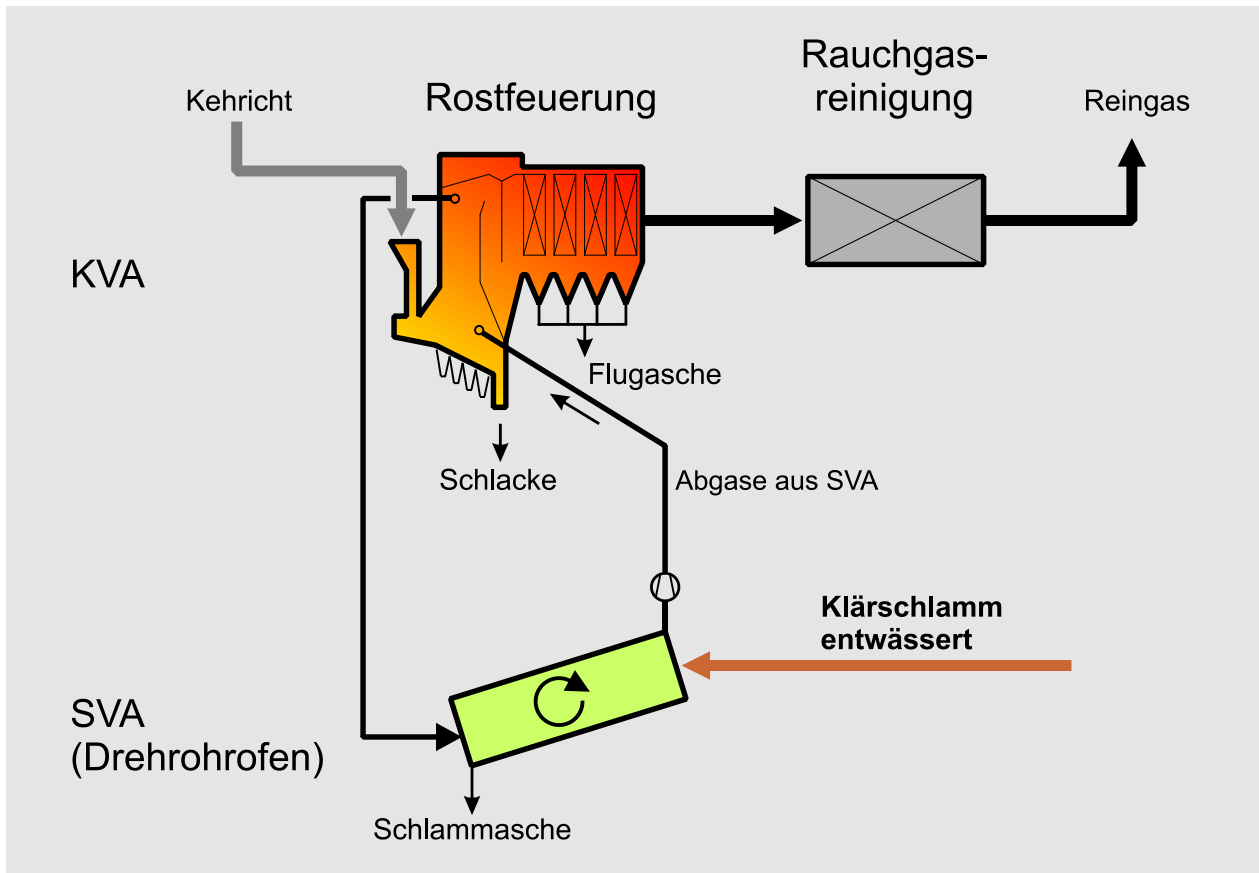 Kehricht
Rostfeuerung
Rauchgas-
reinigung
Reingas
KVA
Flugasche
Schlacke
Abgase aus SVA
Klärschlamm
entwässert
SVA
(Drehrohrofen)
Schlammasche